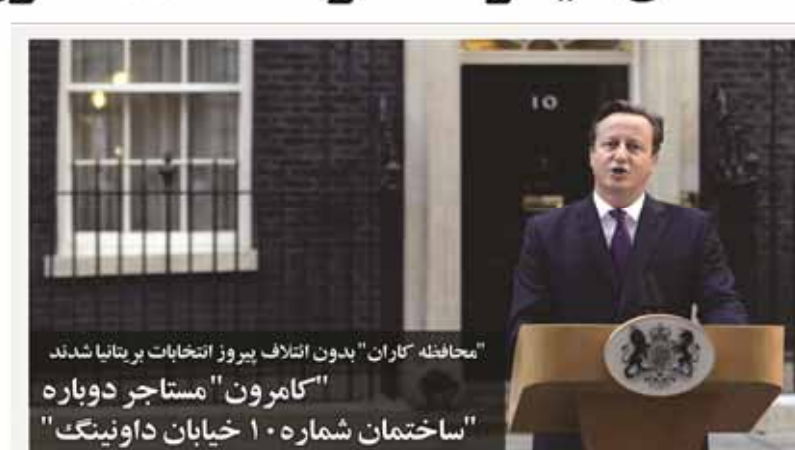 10
"محافظه کاران" بدون ائتلاف پیروز انتخابات بریتانیا شدند
"کامرون" مستاجر دوباره
"ساختمان شماره ۱۰ خیابان داونینگ"